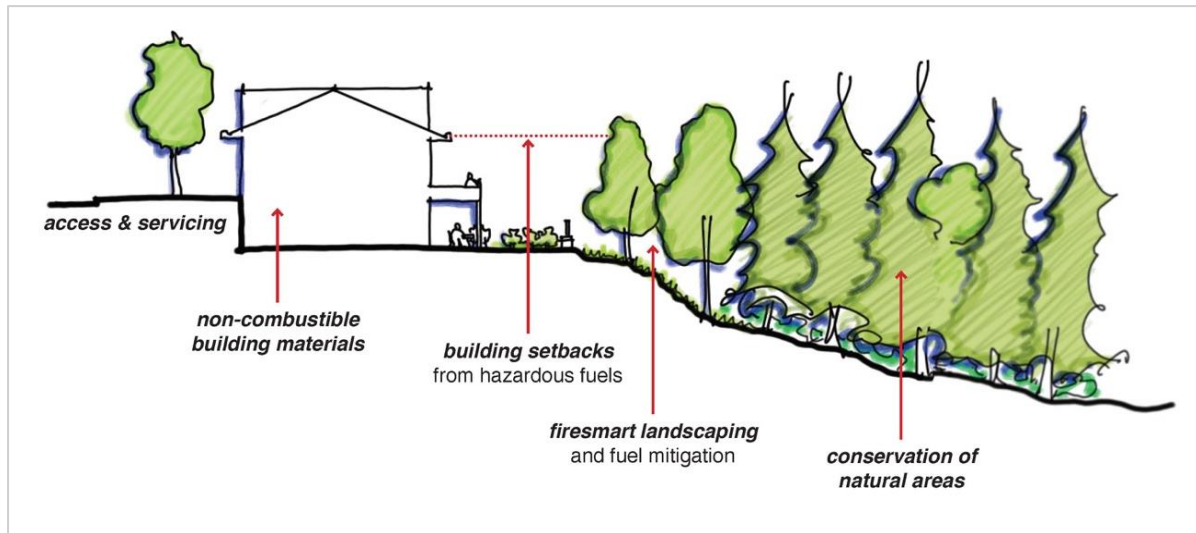 access & servicing
non-combustible
building materials
building setbacks
from hazardous fuels
firesmart landscaping
and fuel mitigation
conservation of
natural areas